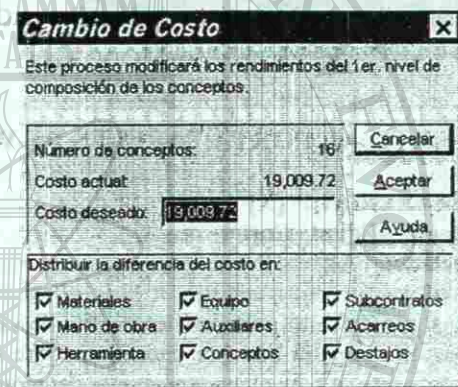 Cambio de Costo
Este proceso modificará los rendimientos del 1er. nivel de
composición de los conceptos.
Número de conceptos: 16
Costo actual: 19,009.72
Costo deseado: 19,009.72
Cancelar
Aceptar
Ayuda
Distribuir la diferencia del costo en:
Materiales Equipo Subcontratos
Mano de obra Auxiliares Acarreos
Herramienta Conceptos Destajos